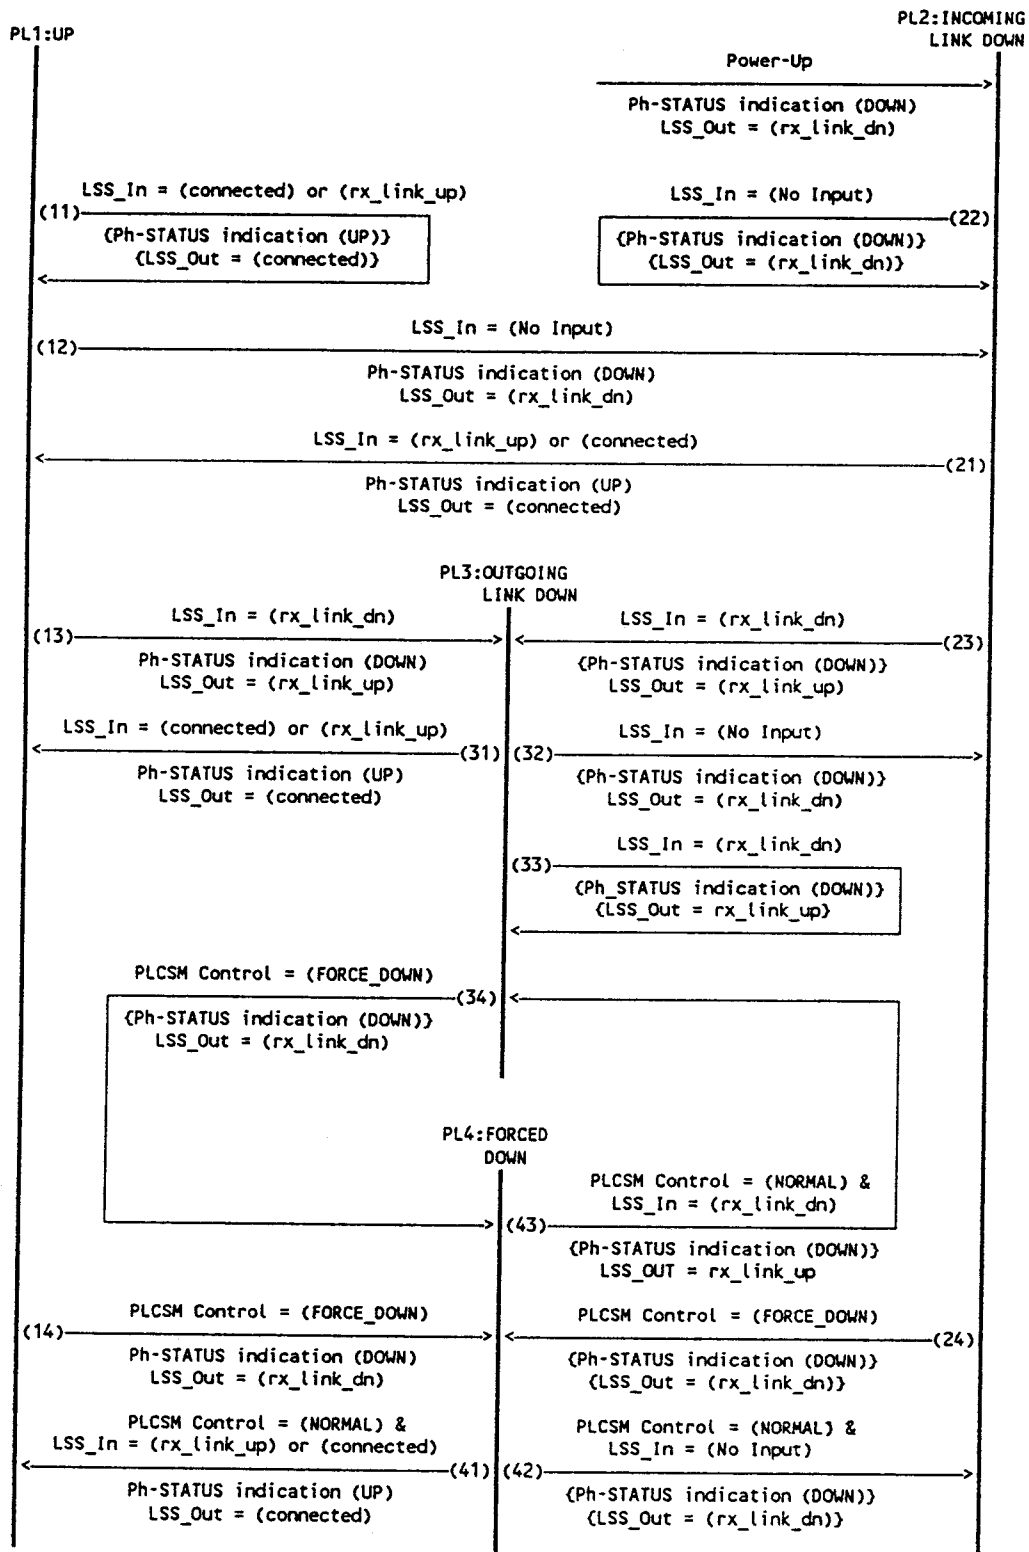 PL1:UP
PL2:INCOMING
LINK DOWN
Power-Up
Ph-STATUS indication (DOWN)
LSS_Out = (rx_link_dn)
LSS_In = (connected) or (rx_link_up)
(11)
{Ph-STATUS indication (UP)}
{LSS_Out = (connected)}
LSS_In = (No Input)
(22)
{Ph-STATUS indication (DOWN)}
{LSS_Out = (rx_link_dn)}
LSS_In = (No Input)
(12)
Ph-STATUS indication (DOWN)
LSS_Out = (rx_link_dn)
LSS_In = (rx_link_up) or (connected)
(21)
Ph-STATUS indication (UP)
LSS_Out = (connected)
PL3:OUTGOING
LINK DOWN
LSS_In = (rx_link_dn)
(13)
Ph-STATUS indication (DOWN)
LSS_Out = (rx_link_up)
LSS_In = (rx_link_dn)
(23)
{Ph-STATUS indication (DOWN)}
LSS_Out = (rx_link_up)
LSS_In = (connected) or (rx_link_up)
(31)
Ph-STATUS indication (UP)
LSS_Out = (connected)
LSS_In = (No Input)
(32)
{Ph-STATUS indication (DOWN)}
LSS_Out = (rx_link_dn)
LSS_In = (rx_link_dn)
(33)
{Ph_STATUS indication (DOWN)}
{LSS_Out = rx_link_up}
PLCSM Control = (FORCE_DOWN)
(34)
{Ph-STATUS indication (DOWN)}
LSS_Out = (rx_link_dn)
PL4:FORCED
DOWN
PLCSM Control = (NORMAL) &
LSS_In = (rx_link_dn)
(43)
{Ph-STATUS indication (DOWN)}
LSS_OUT = rx_link_up
PLCSM Control = (FORCE_DOWN)
(14)
Ph-STATUS indication (DOWN)
LSS_Out = (rx_link_dn)
PLCSM Control = (FORCE_DOWN)
(24)
{Ph-STATUS indication (DOWN)}
{LSS_Out = (rx_link_dn)}
PLCSM Control = (NORMAL) &
LSS_In = (rx_link_up) or (connected)
(41)
Ph-STATUS indication (UP)
LSS_Out = (connected)
PLCSM Control = (NORMAL) &
LSS_In = (No Input)
(42)
{Ph-STATUS indication (DOWN)}
{LSS_Out = (rx_link_dn)}